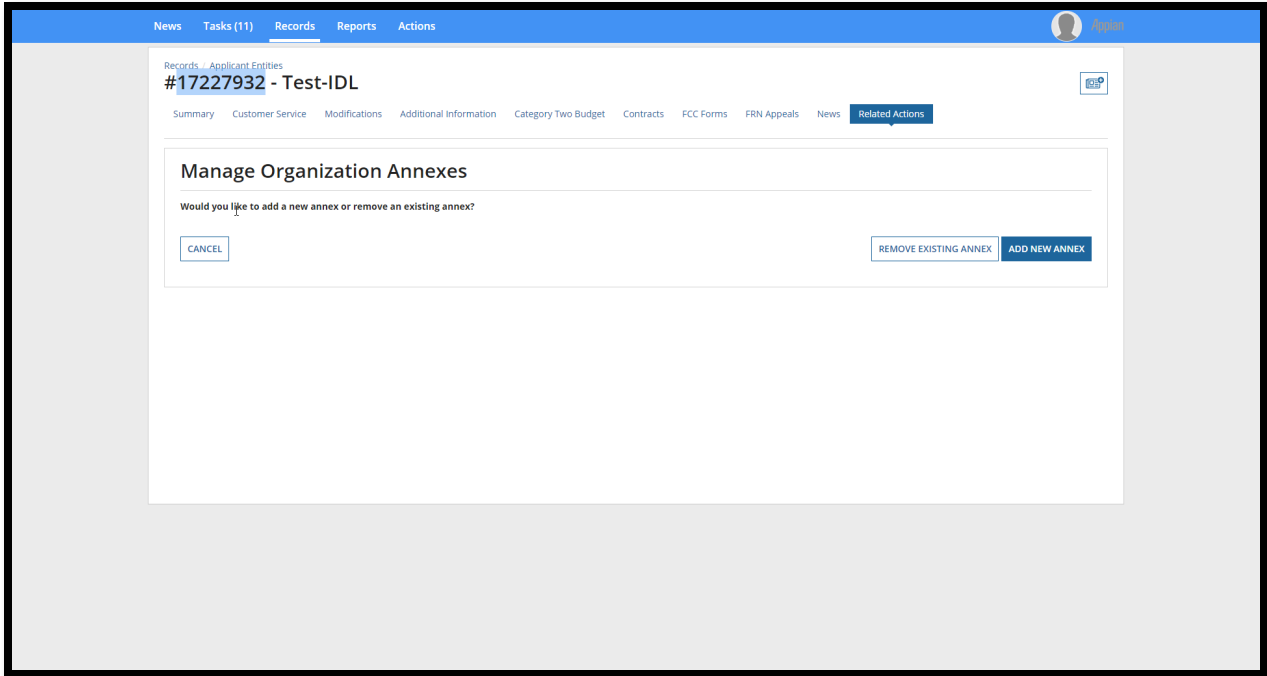 News Tasks (11) Records Reports Actions Appian
Records / Applicant Entities
#17227932 - Test-IDL
Summary Customer Service Modifications Additional Information Category Two Budget Contracts FCC Forms FRN Appeals News Related Actions
Manage Organization Annexes
Would you like to add a new annex or remove an existing annex?
CANCEL REMOVE EXISTING ANNEX ADD NEW ANNEX